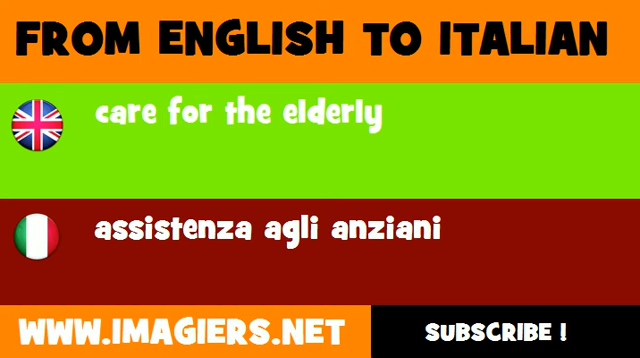 FROM ENGLISH TO ITALIAN
care for the elderly
assistenza agli anziani
WWW.IMAGIERS.NET
SUBSCRIBE !